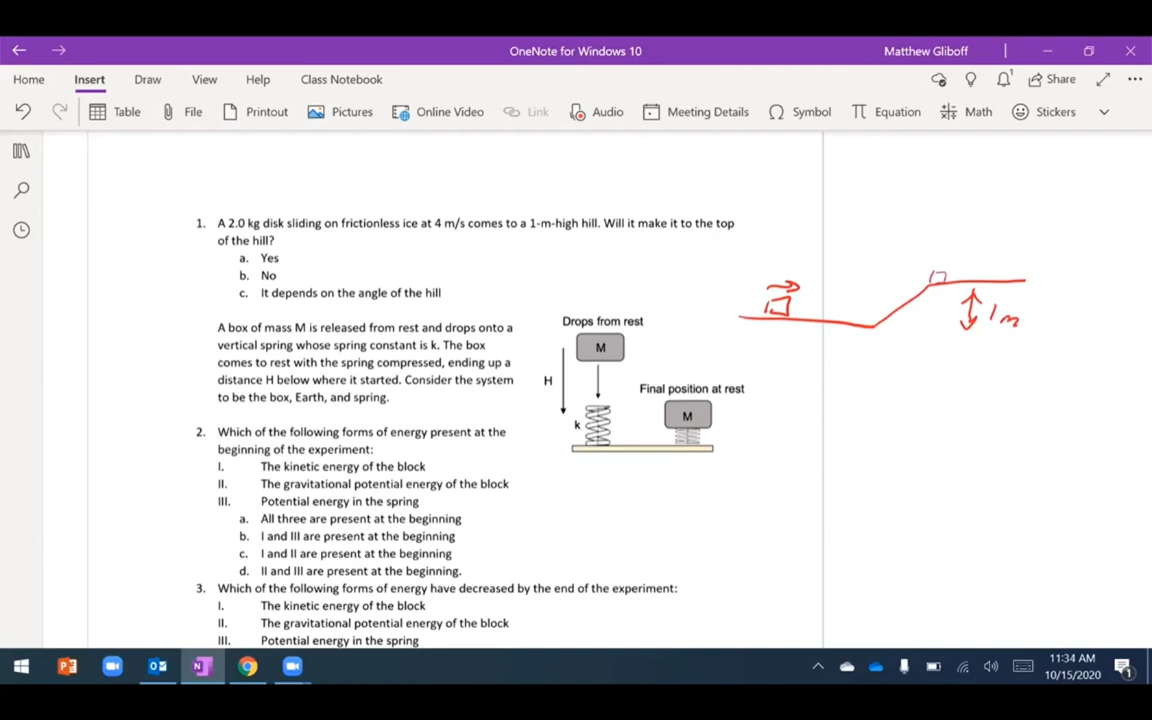 OneNote for Windows 10
Matthew Gliboff
Home Insert Draw View Help Class Notebook
Share
Table File Printout Pictures Online Video Link Audio Meeting Details Symbol Equation Math Stickers
1. A 2.0 kg disk sliding on frictionless ice at 4 m/s comes to a 1-m-high hill. Will it make it to the top
of the hill?
a. Yes
b. No
c. It depends on the angle of the hill
1m
A box of mass M is released from rest and drops onto a
vertical spring whose spring constant is k. The box
comes to rest with the spring compressed, ending up a
distance H below where it started. Consider the system
to be the box, Earth, and spring.
Drops from rest
M
H
k
Final position at rest
M
2. Which of the following forms of energy present at the
beginning of the experiment:
I. The kinetic energy of the block
II. The gravitational potential energy of the block
III. Potential energy in the spring
a. All three are present at the beginning
b. I and III are present at the beginning
c. I and II are present at the beginning
d. II and III are present at the beginning.
3. Which of the following forms of energy have decreased by the end of the experiment:
I. The kinetic energy of the block
II. The gravitational potential energy of the block
III. Potential energy in the spring
11:34 AM
10/15/2020
1